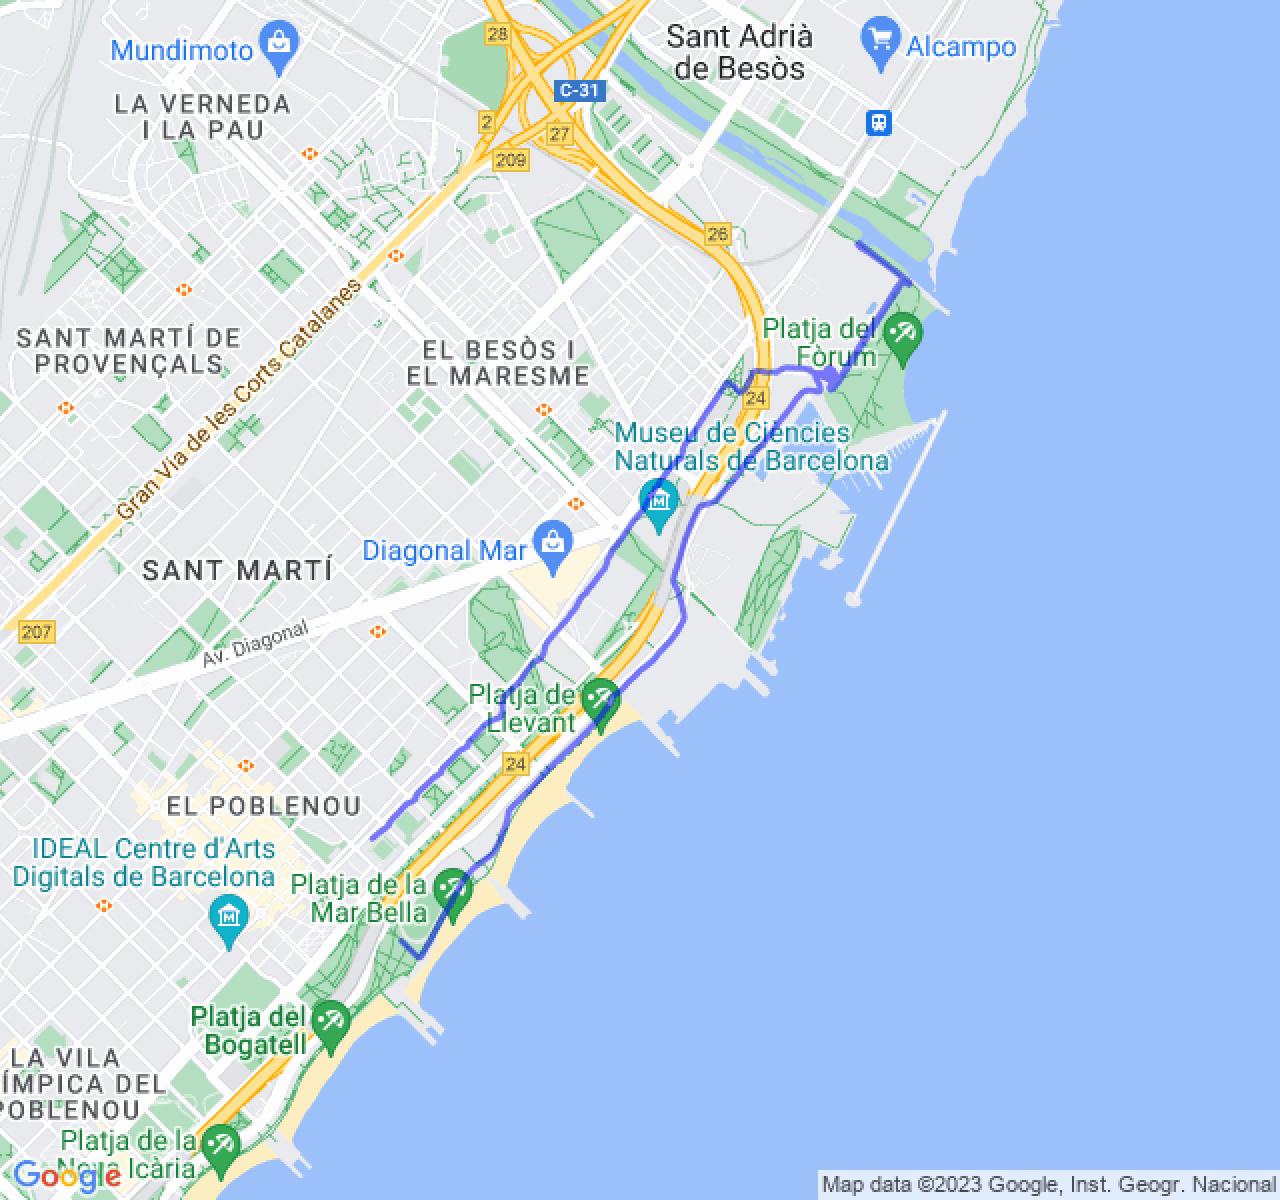 28
Sant Adrià
de Besòs
Alcampo
Mundimoto
C-31
LA VERNEDA
I LA PAU
2
27
209
26
Gran Via de les Corts Catalanes
SANT MARTÍ DE
PROVENÇALS
EL BESÒS I
EL MARESME
Platja del
Fòrum
24
Museu de Ciències
Naturals de Barcelona
Diagonal Mar
SANT MARTÍ
207
Av. Diagonal
Platja de
Llevant
24
EL POBLENOU
IDEAL Centre d'Arts
Digitals de Barcelona
Platja de la
Mar Bella
Platja del
Bogatell
LA VILA
ÍMPICA DEL
POBLENOU
Platja de la
Nova Icària
Google
Map data ©2023 Google, Inst. Geogr. Nacional